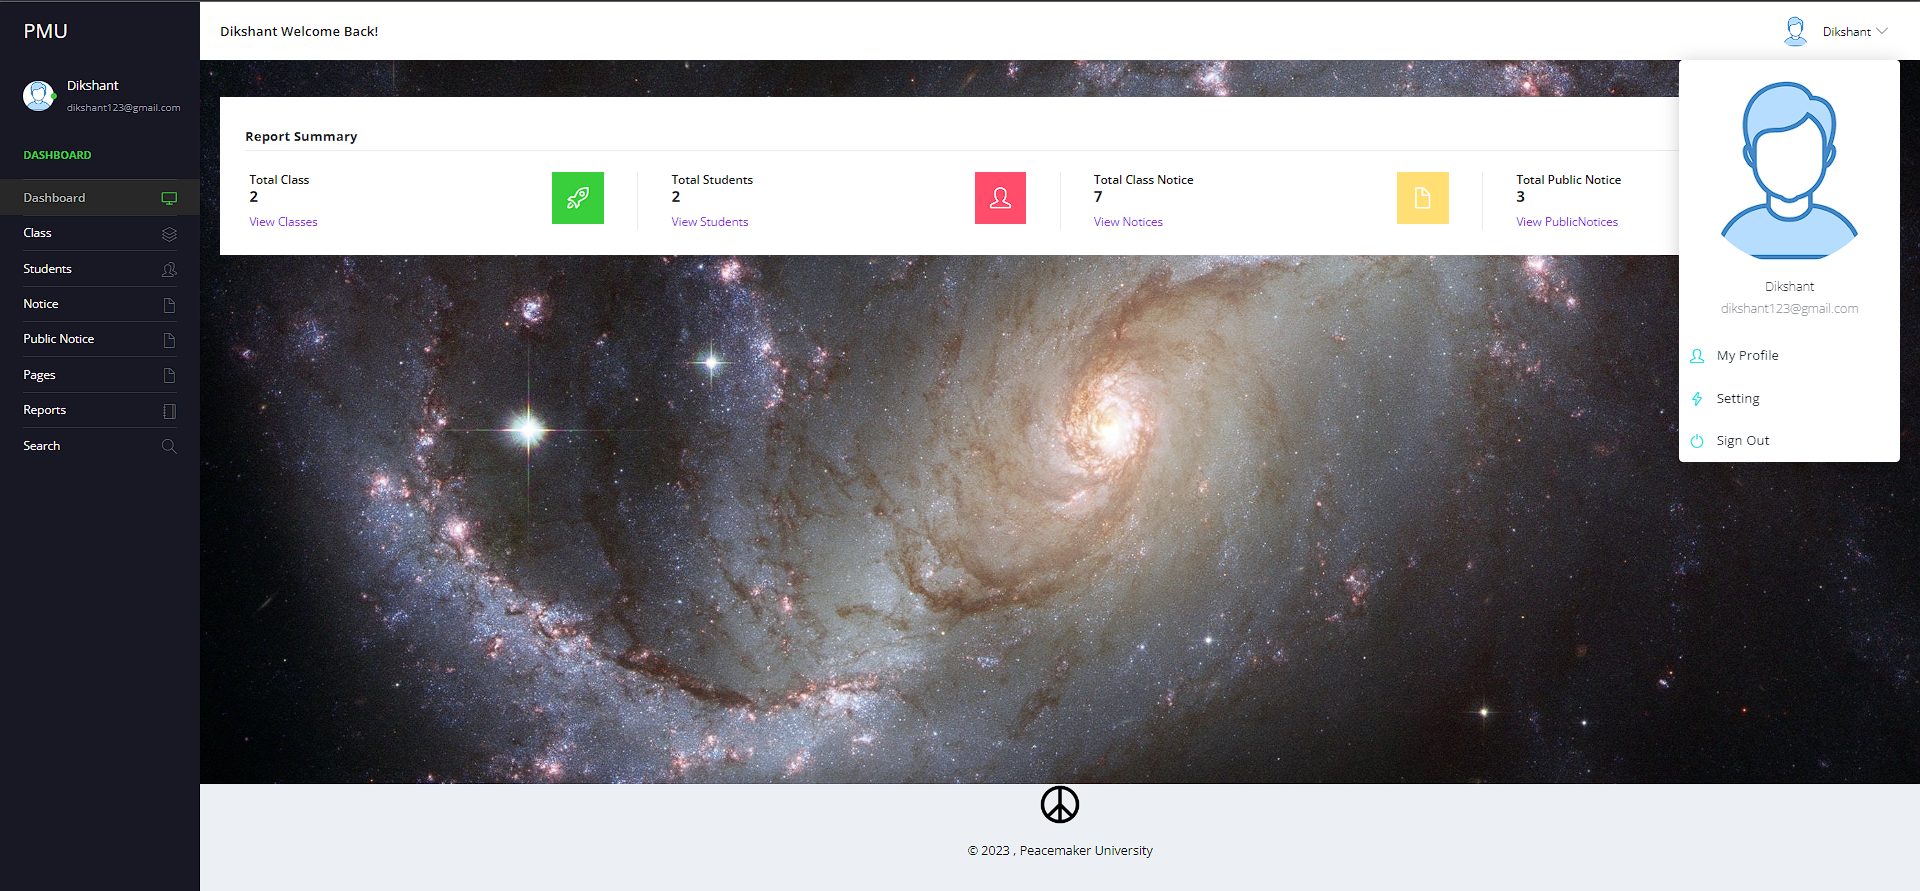 PMU
Dikshant
dikshant123@gmail.com
DASHBOARD
Dashboard
Class
Students
Notice
Public Notice
Pages
Reports
Search
Dikshant Welcome Back!
Dikshant
Report Summary
Total Class
2
View Classes
Total Students
2
View Students
Total Class Notice
7
View Notices
Total Public Notice
3
View PublicNotices
Dikshant
dikshant123@gmail.com
My Profile
Setting
Sign Out
© 2023 , Peacemaker University